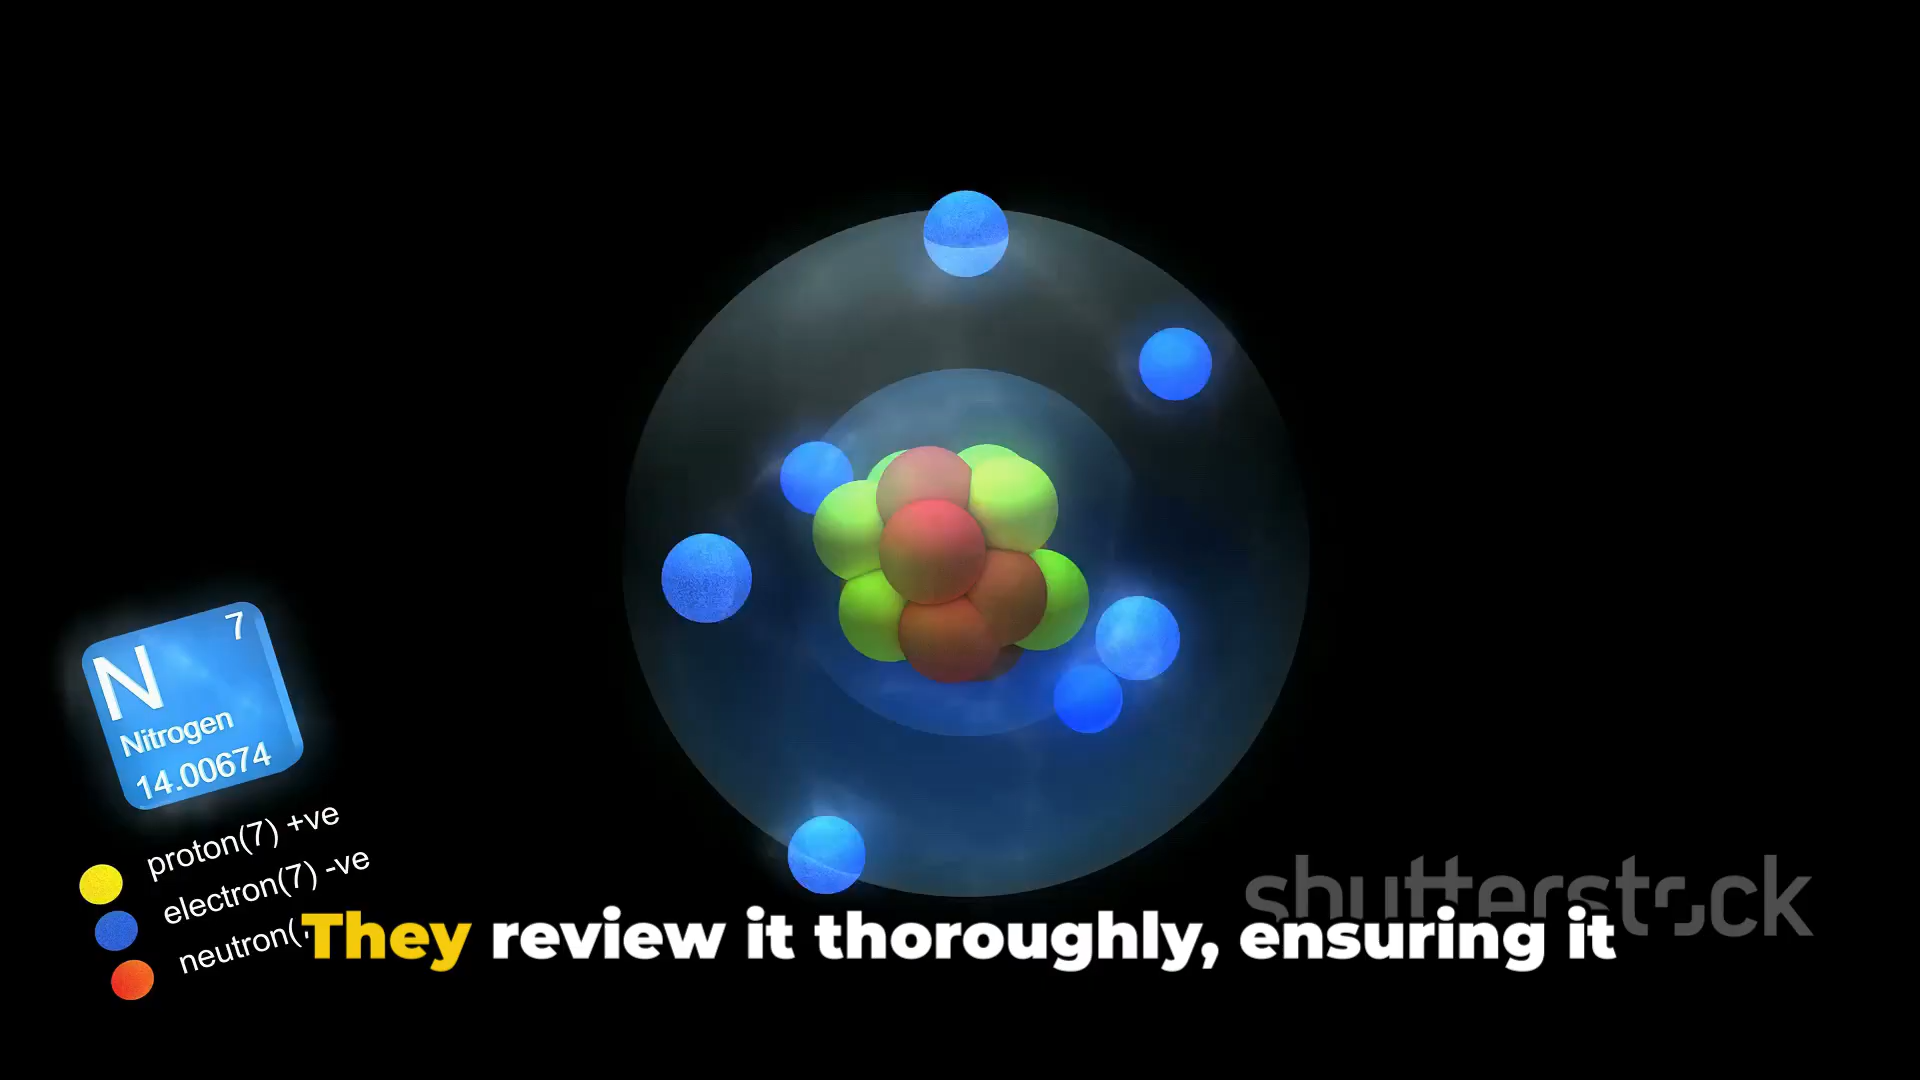 7
N
Nitrogen
14.00674
proton(7) +ve
electron(7) -ve
neutron(
They review it thoroughly, ensuring it
shutterstock